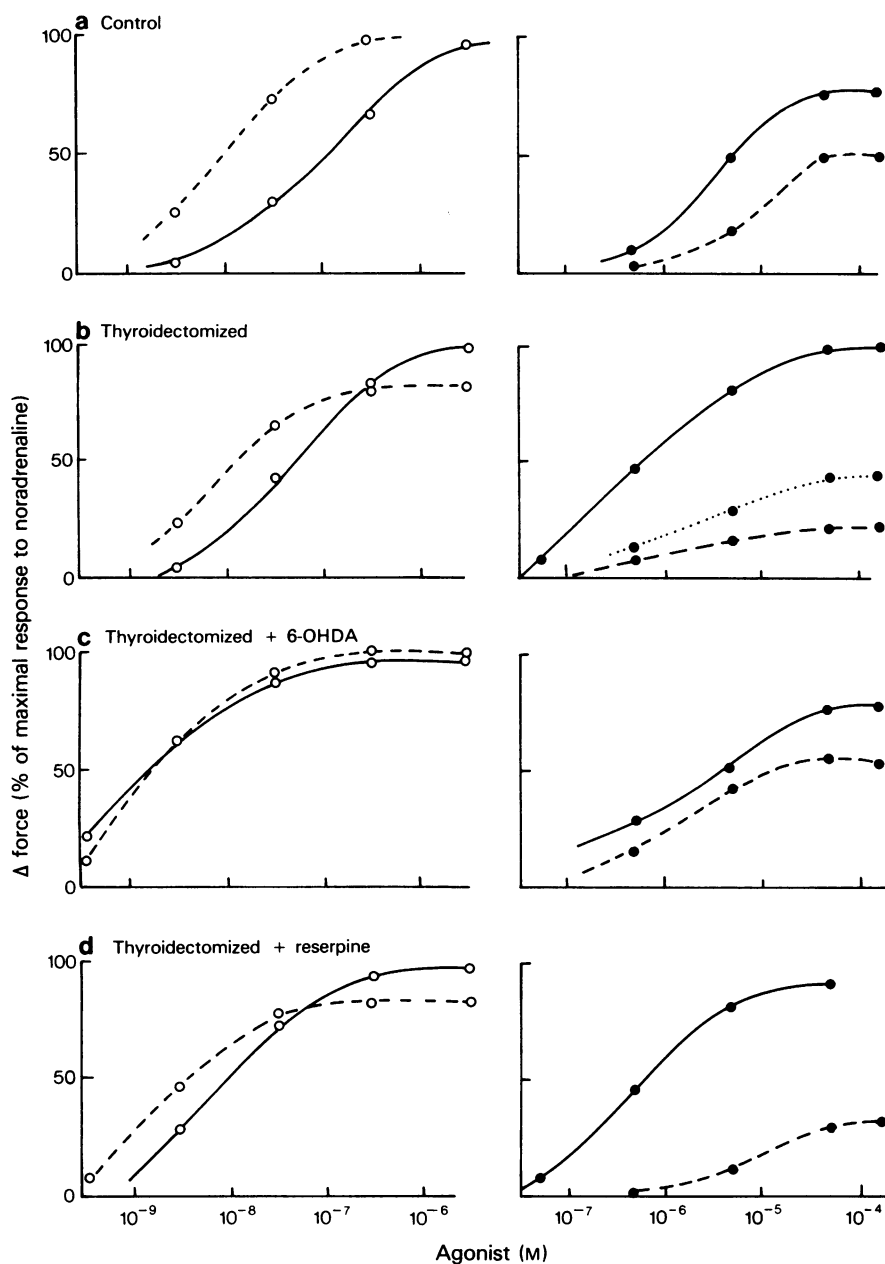 a Control
100
50
0
b Thyroidectomized
100
50
0
c Thyroidectomized + 6-OHDA
100
50
0
d Thyroidectomized + reserpine
100
50
0
10⁻⁹ 10⁻⁸ 10⁻⁷ 10⁻⁶
10⁻⁷ 10⁻⁶ 10⁻⁵ 10⁻⁴
Agonist (M)
Δ force (% of maximal response to noradrenaline)